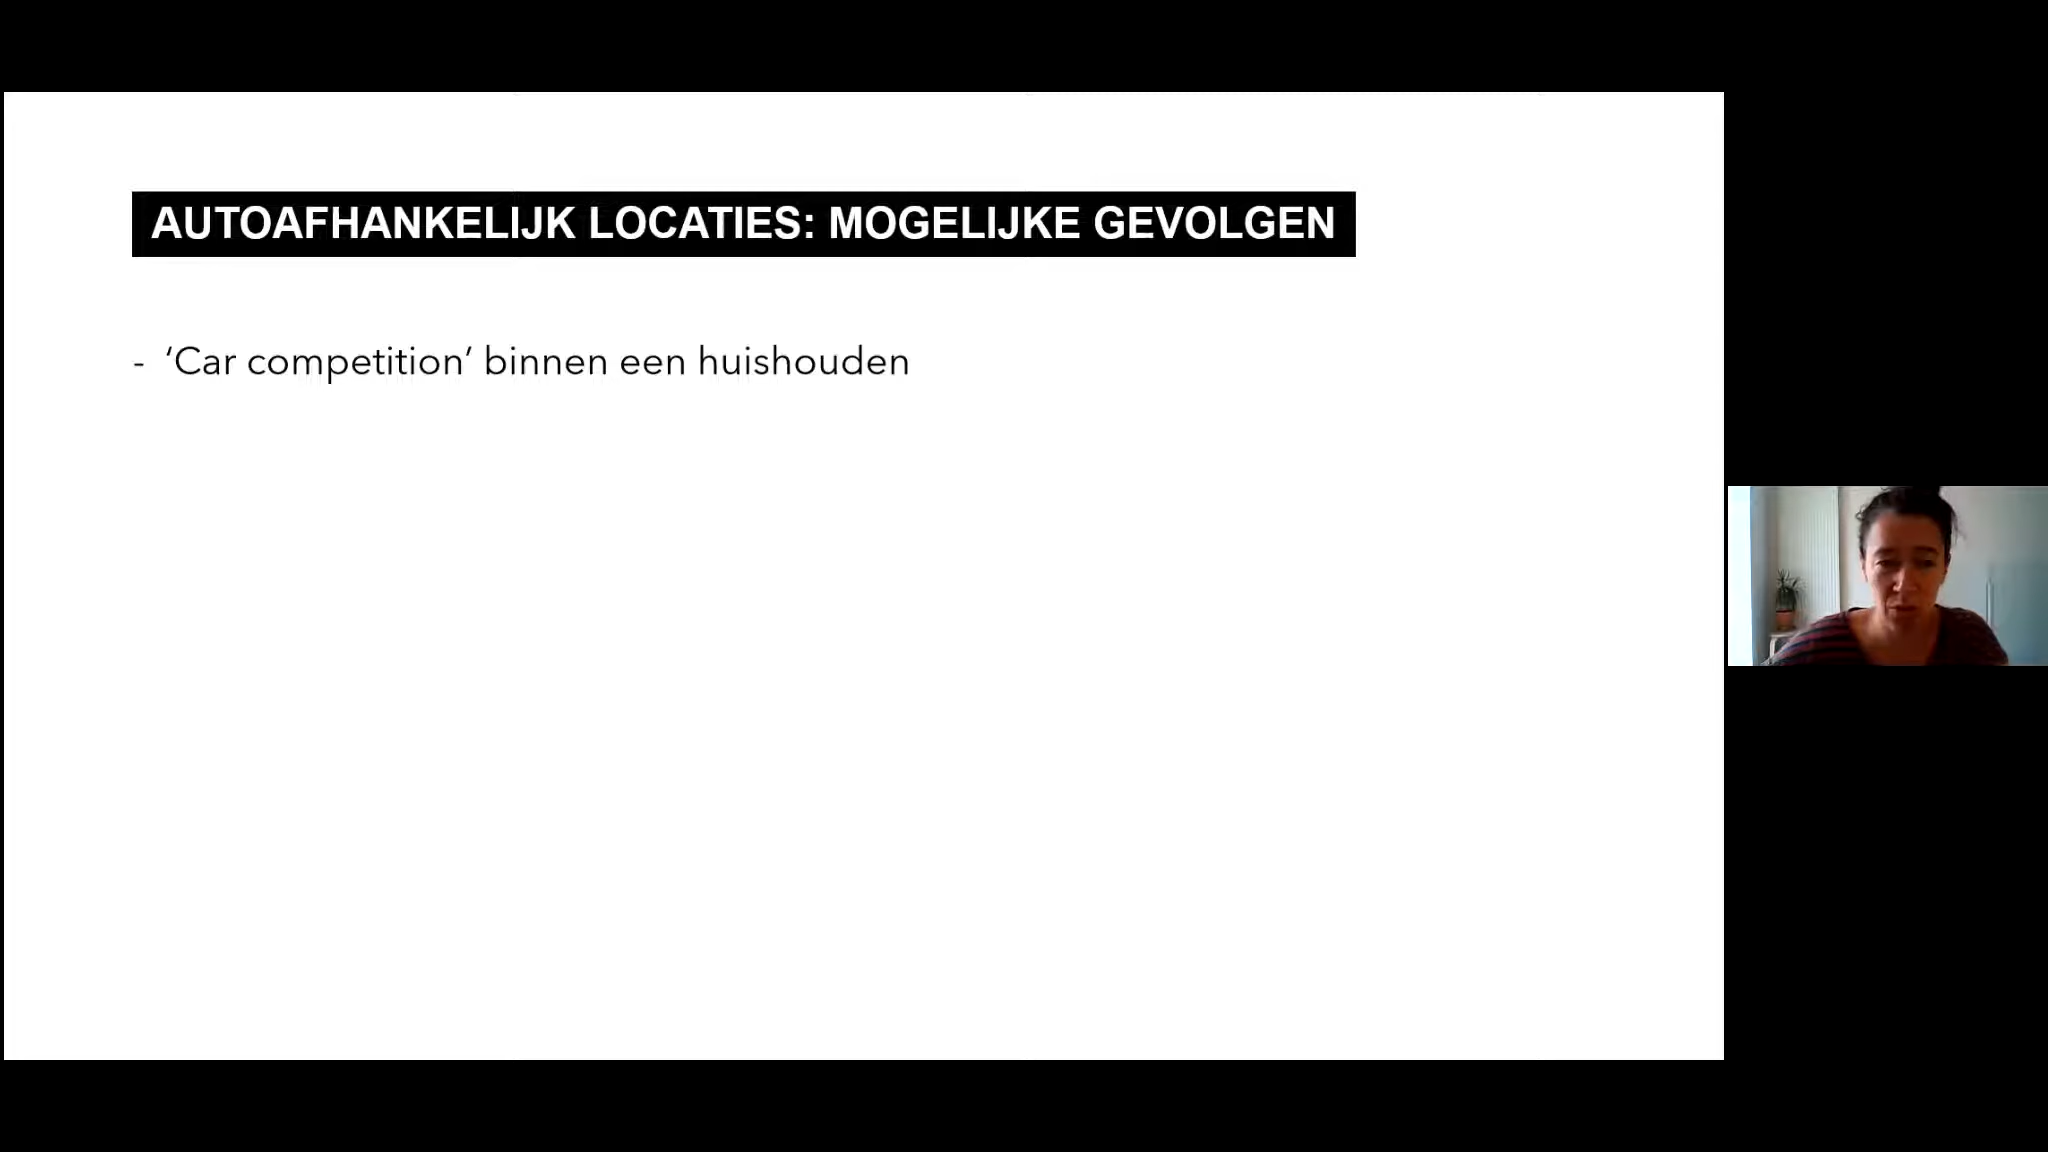 AUTOAFHANKELIJK LOCATIES: MOGELIJKE GEVOLGEN
- ‘Car competition’ binnen een huishouden